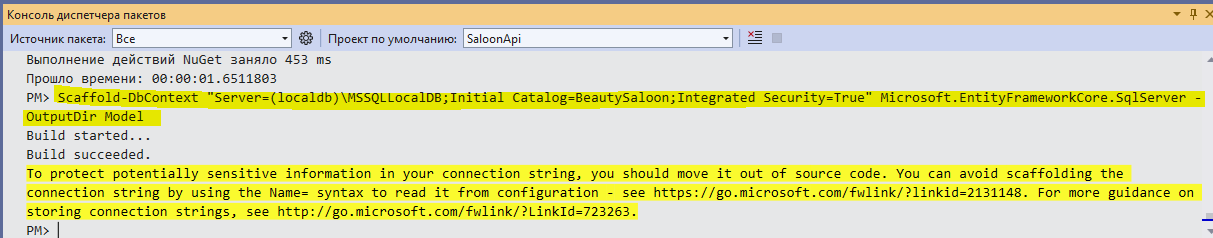 Консоль диспетчера пакетов
Источник пакета: Все Проект по умолчанию: SaloonApi
Выполнение действий NuGet заняло 453 ms
Прошло времени: 00:00:01.6511803
PM> Scaffold-DbContext "Server=(localdb)\MSSQLLocalDB;Initial Catalog=BeautySaloon;Integrated Security=True" Microsoft.EntityFrameworkCore.SqlServer -
OutputDir Model
Build started...
Build succeeded.
To protect potentially sensitive information in your connection string, you should move it out of source code. You can avoid scaffolding the
connection string by using the Name= syntax to read it from configuration - see https://go.microsoft.com/fwlink/?linkid=2131148. For more guidance on
storing connection strings, see http://go.microsoft.com/fwlink/?LinkId=723263.
PM>